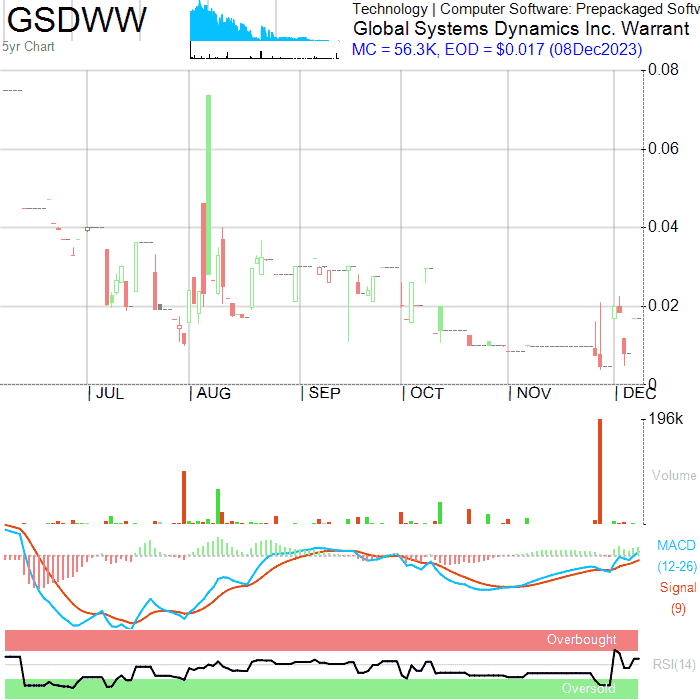 GSDWW
5yr Chart
Technology | Computer Software: Prepackaged Softw
Global Systems Dynamics Inc. Warrant
MC = 56.3K, EOD = $0.017 (08Dec2023)
0.08
0.06
0.04
0.02
0
JUL AUG SEP OCT NOV DEC
196k
Volume
MACD
(12-26)
Signal
(9)
Overbought
RSI(14)
Oversold